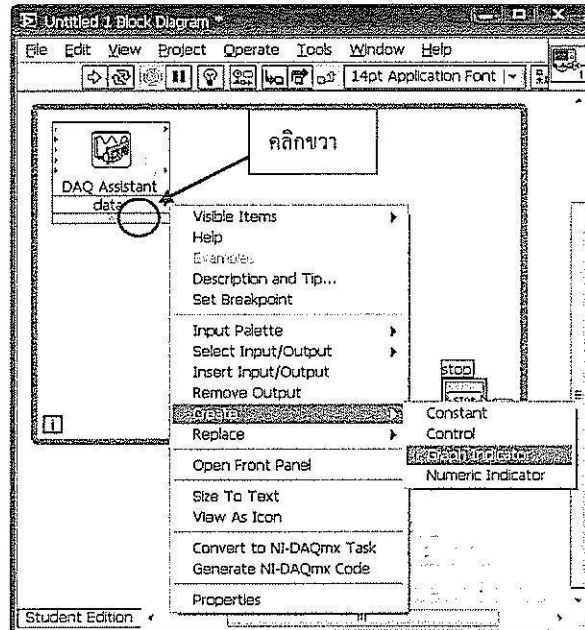 Untitled 1 Block Diagram *
File Edit View Project Operate Tools Window Help
14pt Application Font
คลิกขวา
DAQ Assistant
data
Visible Items
Help
Examples
Description and Tip...
Set Breakpoint
Input Palette
Select Input/Output
Insert Input/Output
Remove Output
Create
Replace
Open Front Panel
Size To Text
View As Icon
Convert to NI-DAQmx Task
Generate NI-DAQmx Code
Properties
stop
Constant
Control
Graph Indicator
Numeric Indicator
i
Student Edition